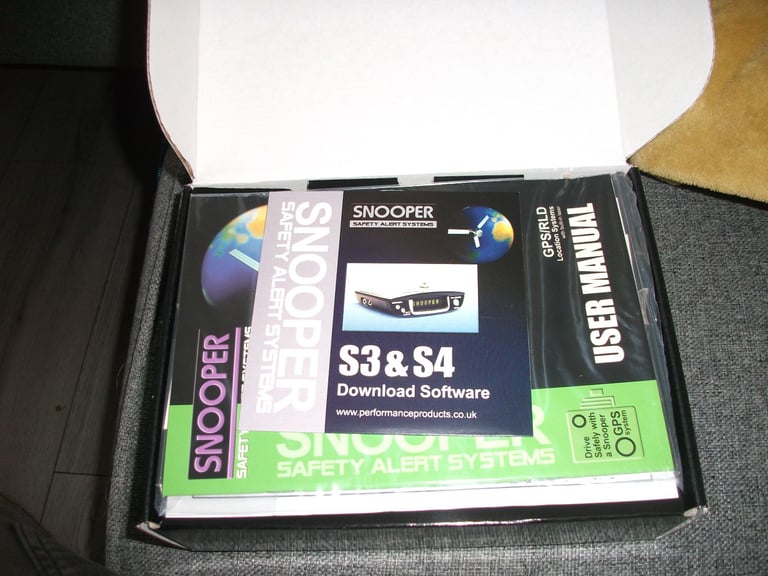 SNOOPER
SAFETY ALERT SYSTEMS
SNOOPER
SAFETY ALERT SYSTEMS
SNOOPER
S3 & S4
Download Software
www.performanceproducts.co.uk
GPS/RLD
Location Systems
USER MANUAL
SNOOPER
SAFETY SYSTEMS
SNOOPER
SAFETY ALERT SYSTEMS
Drive
Safely with
a Snooper
GPS
system